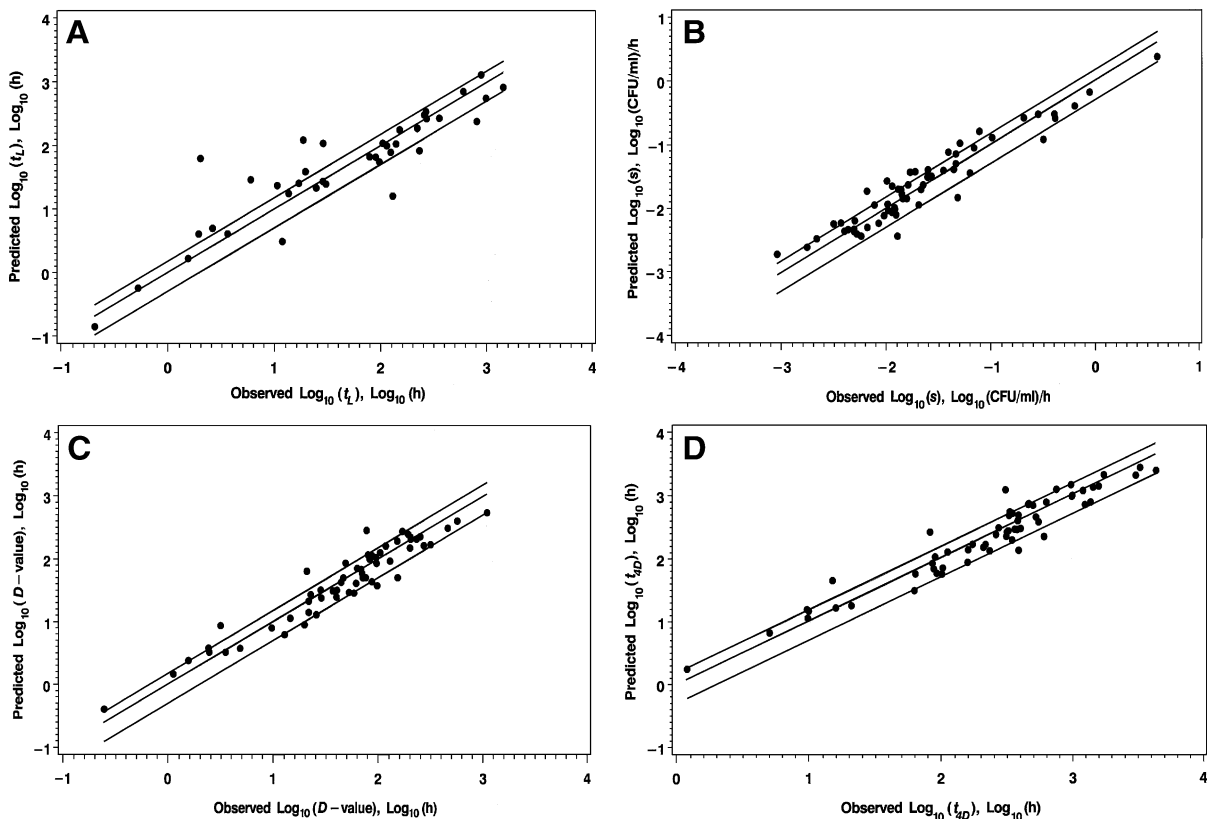 A
4
3
2
1
0
−1
Predicted Log10 (tL), Log10 (h)
−1 0 1 2 3 4
Observed Log10 (tL), Log10 (h)
B
1
0
−1
−2
−3
−4
Predicted Log10(s), Log10(CFU/ml)/h
−4 −3 −2 −1 0 1
Observed Log10(s), Log10(CFU/ml)/h
C
4
3
2
1
0
−1
Predicted Log10(D−value), Log10(h)
−1 0 1 2 3 4
Observed Log10(D−value), Log10(h)
D
4
3
2
1
0
−1
Predicted Log10(t4D), Log10(h)
0 1 2 3 4
Observed Log10(t4D), Log10(h)